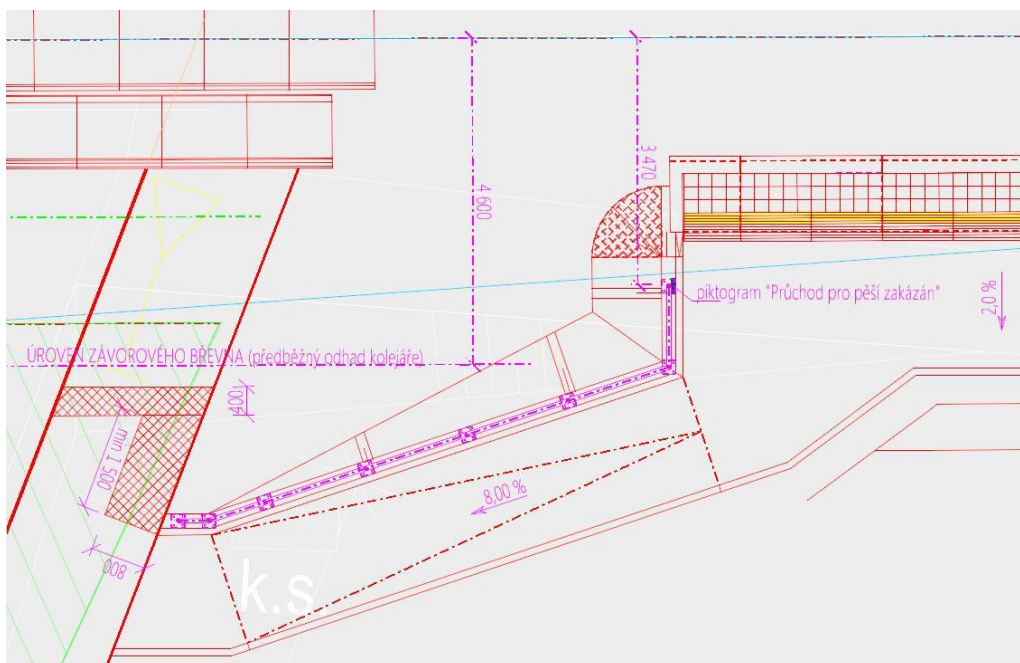 3 470
4 600
piktogram "Průchod pro pěší zakázán"
2,0 %
ÚROVEN ZÁVOROVÉHO BŘEVNA (předběžný odhad kolejáře)
400
min 1 500
8,00 %
800
k.s.